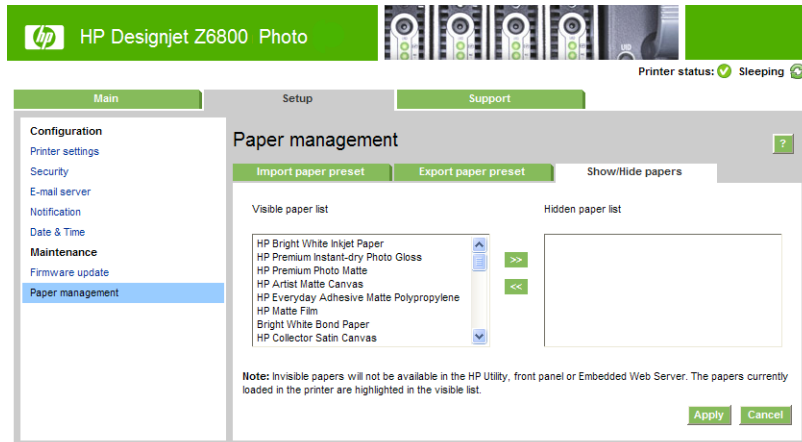 hp
HP Designjet Z6800 Photo
UID
Printer status: Sleeping
Main
Setup
Support
Configuration
Printer settings
Security
E-mail server
Notification
Date & Time
Maintenance
Firmware update
Paper management
Paper management
?
Import paper preset
Export paper preset
Show/Hide papers
Visible paper list
Hidden paper list
HP Bright White Inkjet Paper
HP Premium Instant-dry Photo Gloss
HP Premium Photo Matte
HP Artist Matte Canvas
HP Everyday Adhesive Matte Polypropylene
HP Matte Film
Bright White Bond Paper
HP Collector Satin Canvas
>>
<<
Note: Invisible papers will not be available in the HP Utility, front panel or Embedded Web Server. The papers currently
loaded in the printer are highlighted in the visible list.
Apply
Cancel